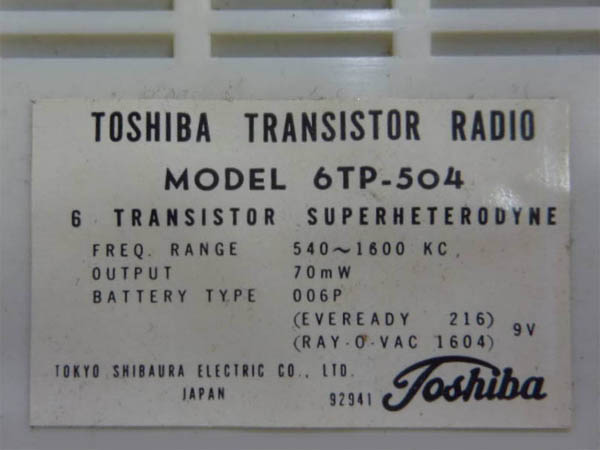 TOSHIBA TRANSISTOR RADIO
MODEL 6TP-504
6 TRANSISTOR SUPERHETERODYNE
FREQ. RANGE 540~1600 KC
OUTPUT 70mW
BATTERY TYPE 006P
(EVEREADY 216)
(RAY-O-VAC 1604) 9V
TOKYO SHIBAURA ELECTRIC CO., LTD.
JAPAN
92941 Toshiba